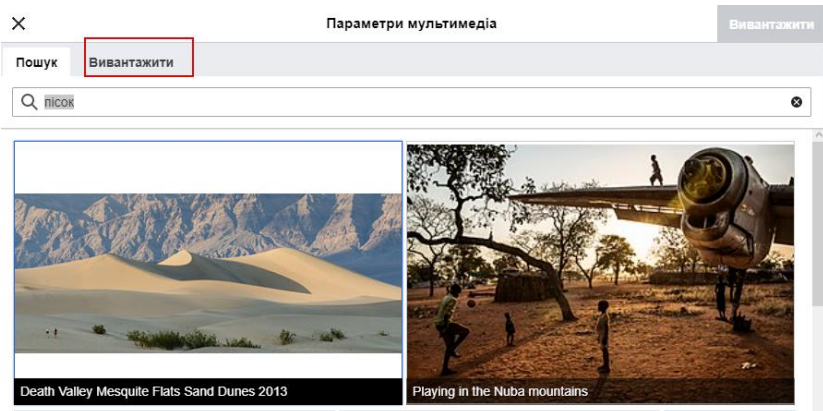 Параметри мультимедіа
Вивантажити
Пошук
Вивантажити
пісок
Death Valley Mesquite Flats Sand Dunes 2013
Playing in the Nuba mountains